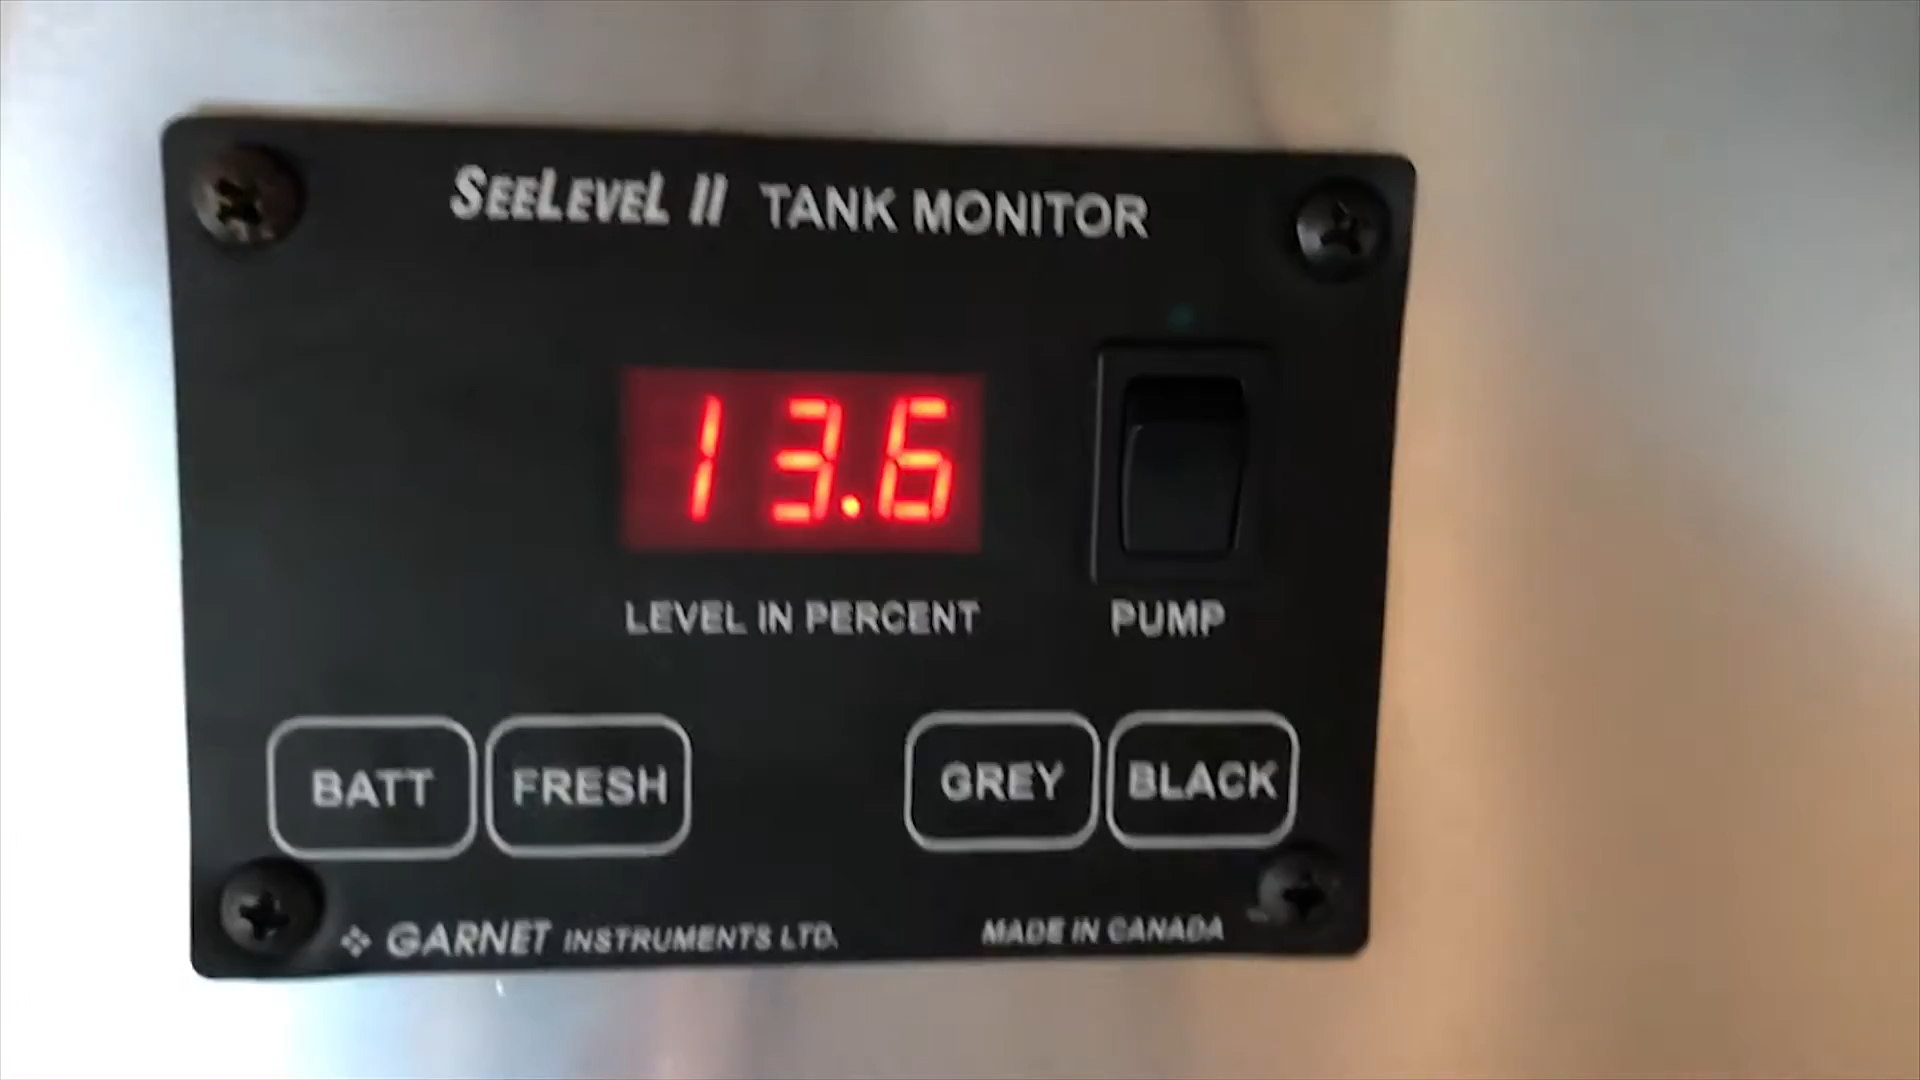 SEELEVEL II TANK MONITOR
13.6
LEVEL IN PERCENT
PUMP
BATT
FRESH
GREY
BLACK
GARNET INSTRUMENTS LTD.
MADE IN CANADA